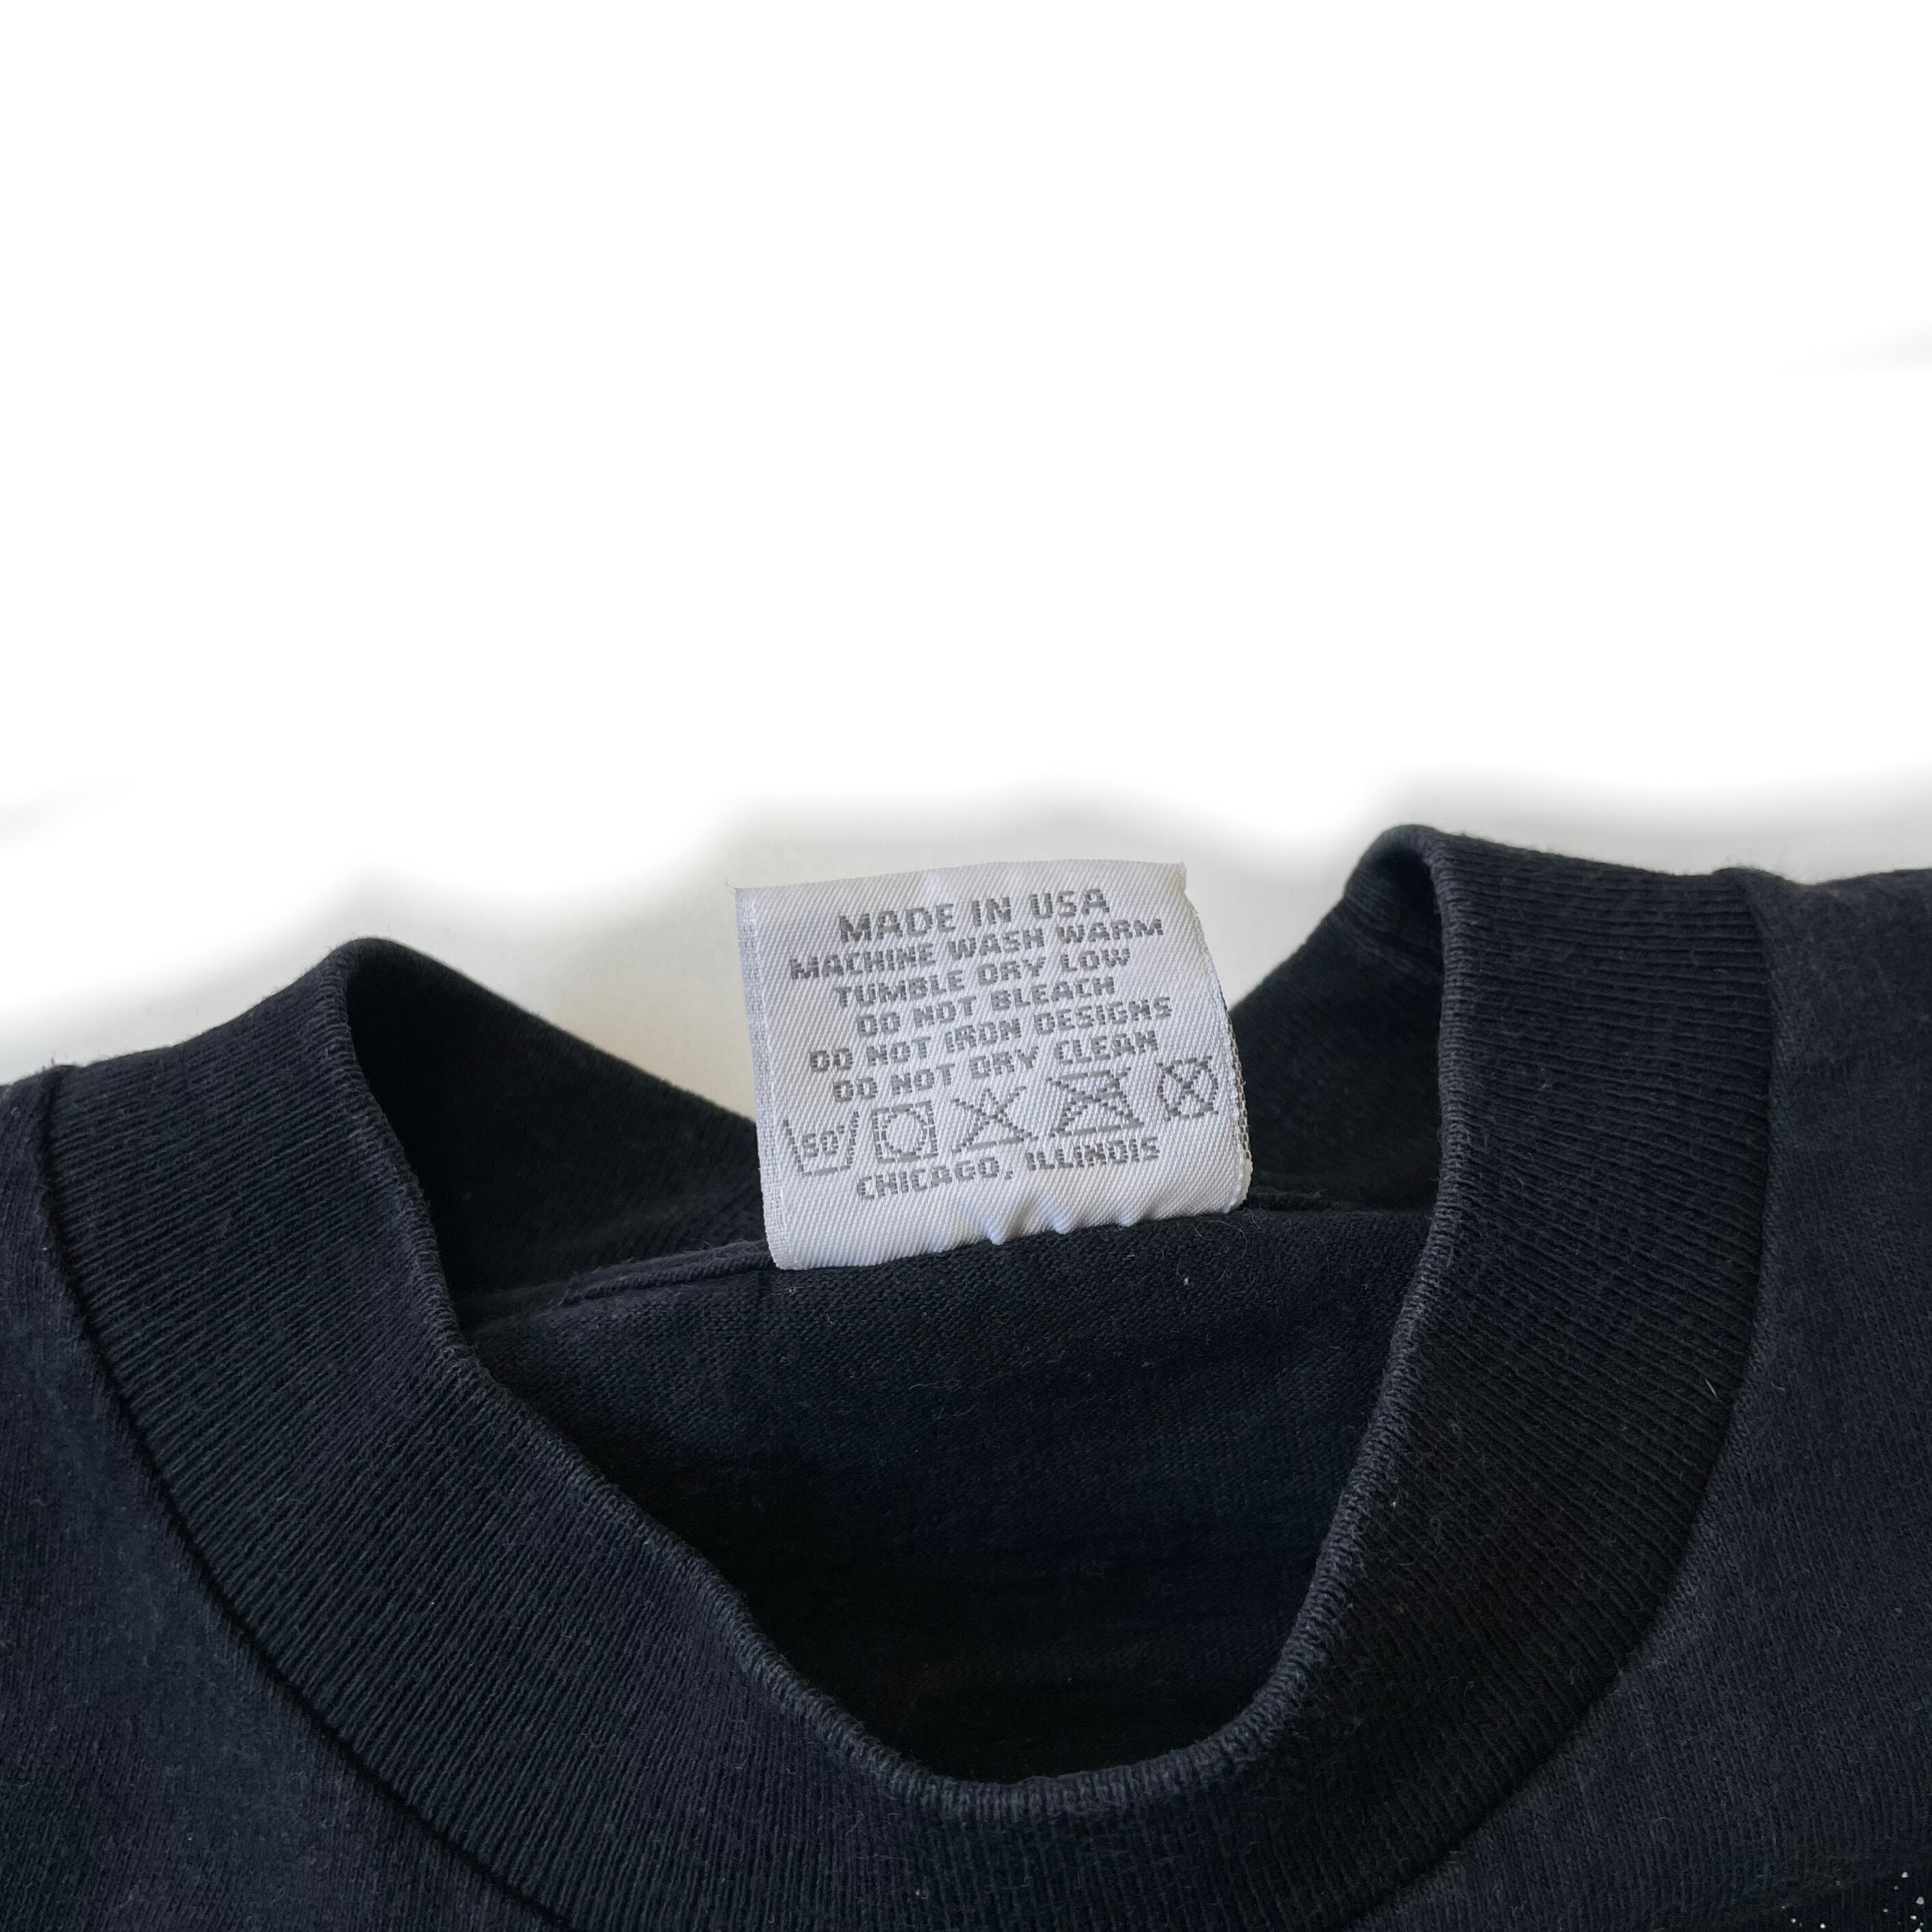 MADE IN USA
MACHINE WASH WARM
TUMBLE DRY LOW
DO NOT BLEACH
DO NOT IRON DESIGNS
DO NOT DRY CLEAN
50
CHICAGO, ILLINOIS